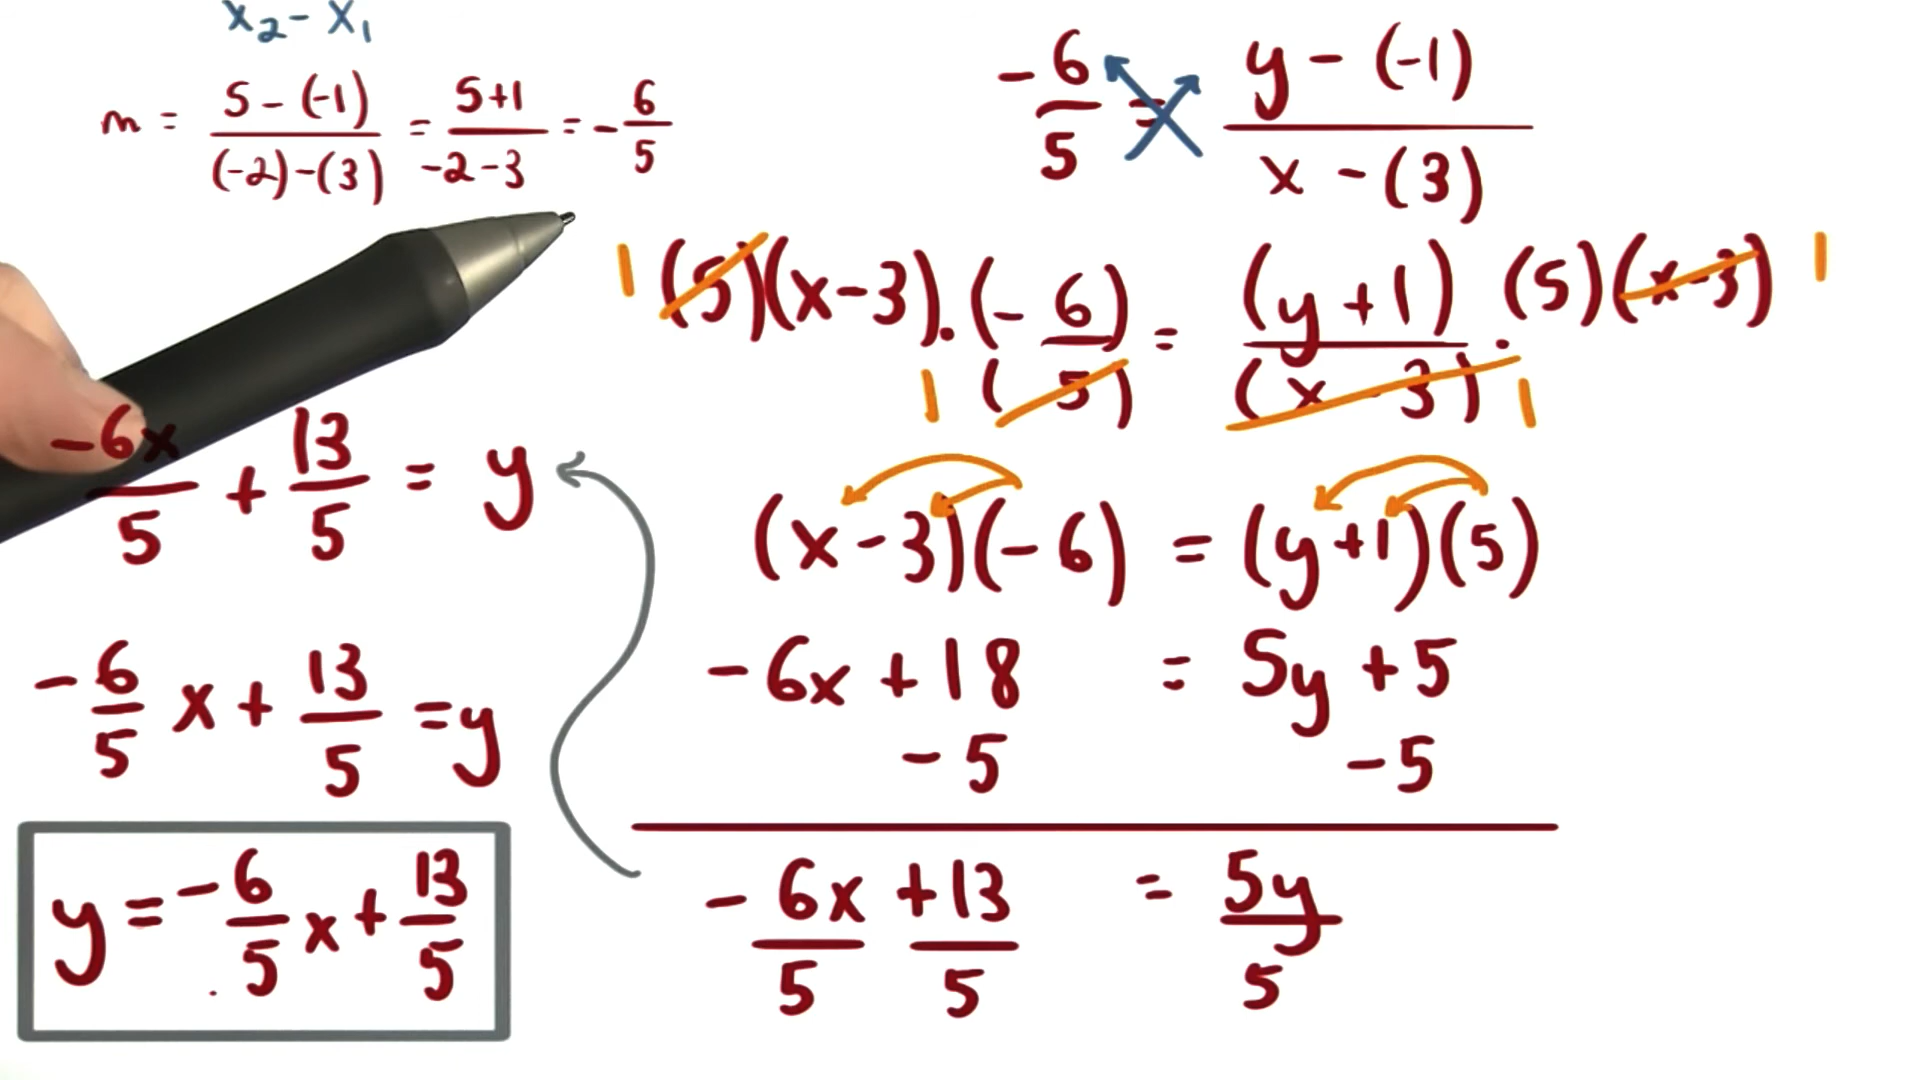 x₂ - x₁
m = (5 - (-1))/((-2) - (3)) = (5+1)/(-2-3) = -6/5
-6x/5 + 13/5 = y
-6/5 x + 13/5 = y
y = -6/5 x + 13/5
-6/5 = (y - (-1))/(x - (3))
1 (5)(x-3) · (-6)/(5) 1 = (y+1)/(x-3) 1 · (5)(x-3) 1
(x-3)(-6) = (y+1)(5)
-6x + 18 = 5y + 5
-5 -5
-6x/5 + 13/5 = 5y/5